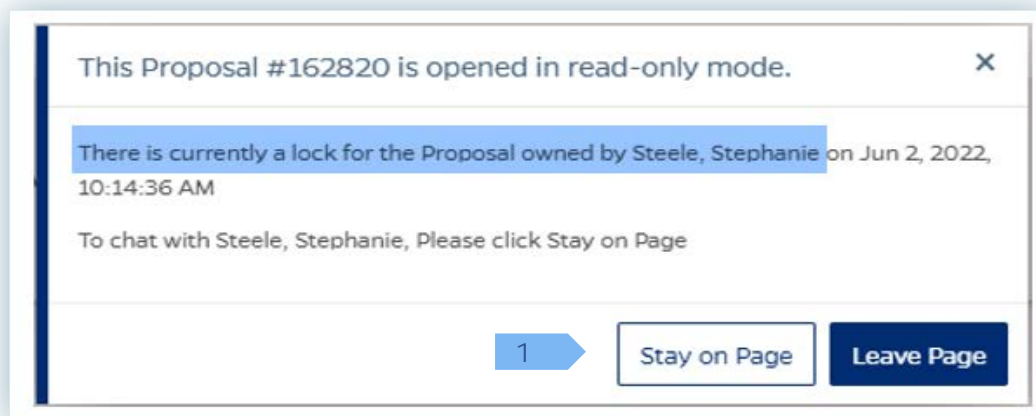 This Proposal #162820 is opened in read-only mode. ×
There is currently a lock for the Proposal owned by Steele, Stephanie on Jun 2, 2022,
10:14:36 AM
To chat with Steele, Stephanie, Please click Stay on Page
1 Stay on Page Leave Page